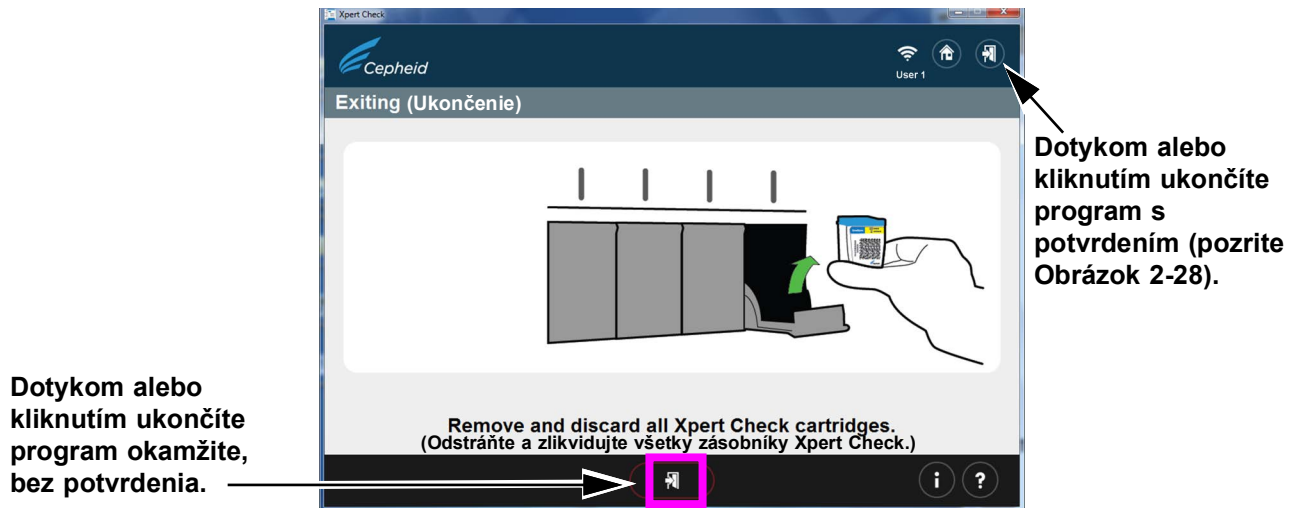 Xpert Check
Cepheid
User 1
Exiting (Ukončenie)
Dotykom alebo
kliknutím ukončíte
program s
potvrdením (pozrite
Obrázok 2-28).
Dotykom alebo
kliknutím ukončíte
program okamžite,
bez potvrdenia.
Remove and discard all Xpert Check cartridges.
(Odstráňte a zlikvidujte všetky zásobníky Xpert Check.)
i ?